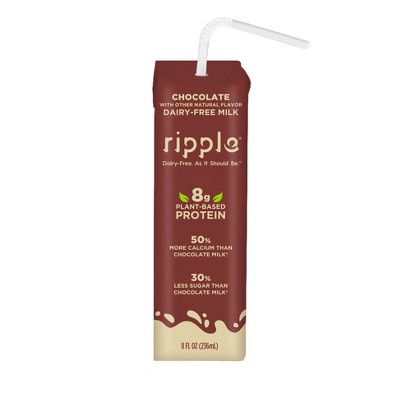 CHOCOLATE
WITH OTHER NATURAL FLAVOR
DAIRY-FREE MILK
ripple
Dairy-Free. As It Should Be.™
8g
PLANT-BASED
PROTEIN
50%
MORE CALCIUM THAN
CHOCOLATE MILK*
30%
LESS SUGAR THAN
CHOCOLATE MILK*
8 FL OZ (236mL)